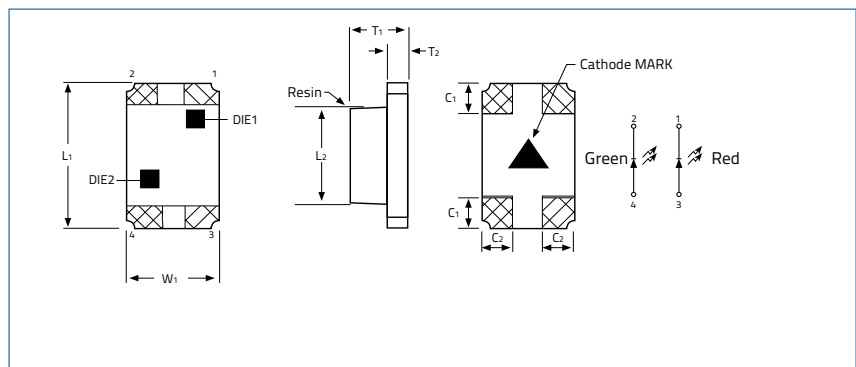 T1
T2
2 1
Cathode MARK
C1
Resin
DIE1
2 1
L1
L2
Green Red
DIE2
C1
4 3
4 3
C2 C2
W1